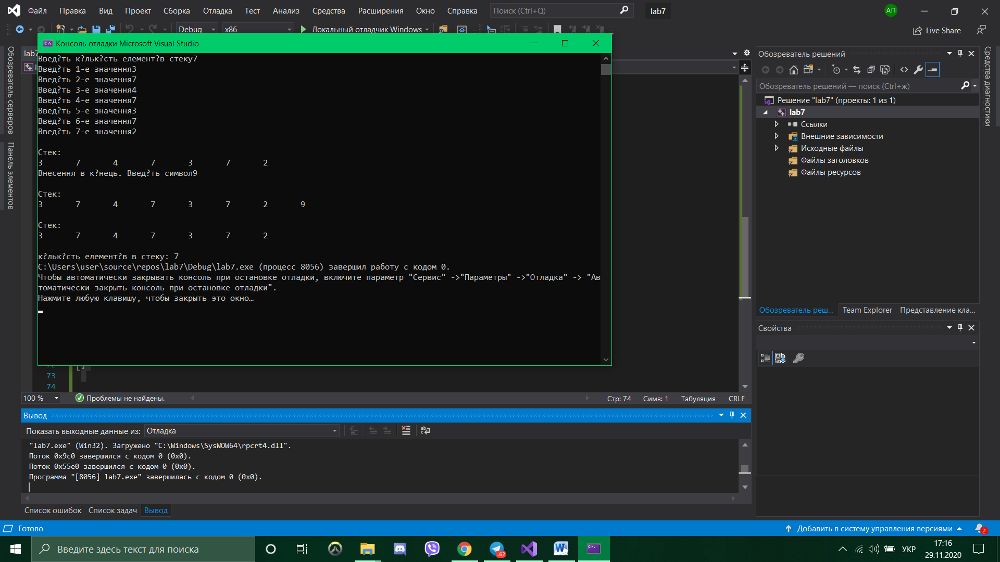 Файл Правка Вид Проект Сборка Отладка Тест Анализ Средства Расширения Окно Справка Поиск (Ctrl+Q) lab7 АП
Debug x86 Локальный отладчик Windows Live Share
Консоль отладки Microsoft Visual Studio
Введ?ть к?льк?сть елемент?в стеку7
Введ?ть 1-е значення3
Введ?ть 2-е значення7
Введ?ть 3-е значення4
Введ?ть 4-е значення7
Введ?ть 5-е значення3
Введ?ть 6-е значення7
Введ?ть 7-е значення2
Стек:
3 7 4 7 3 7 2
Внесення в к?нець. Введ?ть символ9
Стек:
3 7 4 7 3 7 2 9
Стек:
3 7 4 7 3 7 2
к?льк?сть елемент?в в стеку: 7
C:\Users\user\source\repos\lab7\Debug\lab7.exe (процесс 8056) завершил работу с кодом 0.
Чтобы автоматически закрывать консоль при остановке отладки, включите параметр "Сервис" ->"Параметры" ->"Отладка" -> "Ав
томатически закрыть консоль при остановке отладки".
Нажмите любую клавишу, чтобы закрыть это окно…
Обозреватель серверов
Панель элементов
lab7
72
73
74
100 % Проблемы не найдены. Стр: 74 Симв: 1 Табуляция CRLF
Вывод
Показать выходные данные из: Отладка
"lab7.exe" (Win32). Загружено "C:\Windows\SysWOW64\rpcrt4.dll".
Поток 0x9c0 завершился с кодом 0 (0x0).
Поток 0x55e0 завершился с кодом 0 (0x0).
Программа "[8056] lab7.exe" завершилась с кодом 0 (0x0).
Список ошибок Список задач Вывод
Обозреватель решений
Обозреватель решений — поиск (Ctrl+ж)
Решение "lab7" (проекты: 1 из 1)
lab7
Ссылки
Внешние зависимости
Исходные файлы
Файлы заголовков
Файлы ресурсов
Обозреватель реш... Team Explorer Представление кла...
Свойства
Средства диагностики
Готово Добавить в систему управления версиями 2
Введите здесь текст для поиска ..62 УКР 17:16
29.11.2020